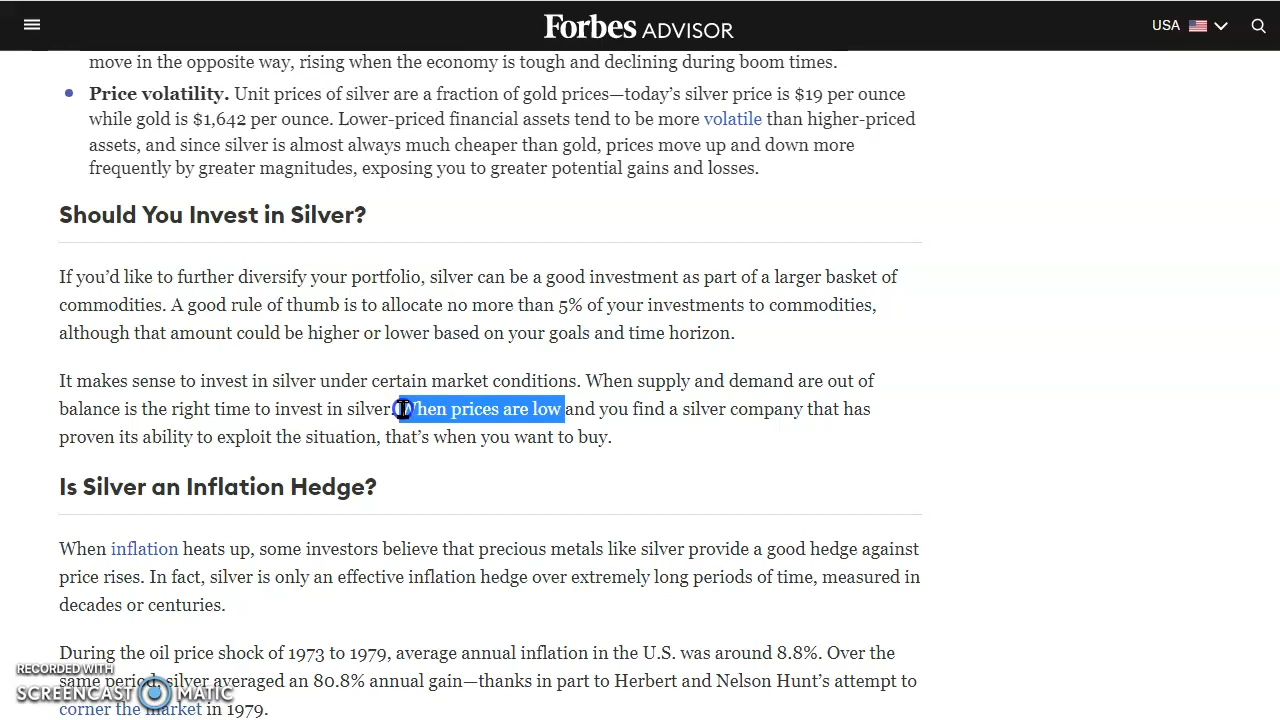 Forbes ADVISOR
USA
move in the opposite way, rising when the economy is tough and declining during boom times.
Price volatility. Unit prices of silver are a fraction of gold prices—today's silver price is $19 per ounce
while gold is $1,642 per ounce. Lower-priced financial assets tend to be more volatile than higher-priced
assets, and since silver is almost always much cheaper than gold, prices move up and down more
frequently by greater magnitudes, exposing you to greater potential gains and losses.
Should You Invest in Silver?
If you'd like to further diversify your portfolio, silver can be a good investment as part of a larger basket of
commodities. A good rule of thumb is to allocate no more than 5% of your investments to commodities,
although that amount could be higher or lower based on your goals and time horizon.
It makes sense to invest in silver under certain market conditions. When supply and demand are out of
balance is the right time to invest in silver. When prices are low and you find a silver company that has
proven its ability to exploit the situation, that's when you want to buy.
Is Silver an Inflation Hedge?
When inflation heats up, some investors believe that precious metals like silver provide a good hedge against
price rises. In fact, silver is only an effective inflation hedge over extremely long periods of time, measured in
decades or centuries.
During the oil price shock of 1973 to 1979, average annual inflation in the U.S. was around 8.8%. Over the
same period, silver averaged an 80.8% annual gain—thanks in part to Herbert and Nelson Hunt's attempt to
corner the market in 1979.
RECORDED WITH
SCREENCAST MATIC